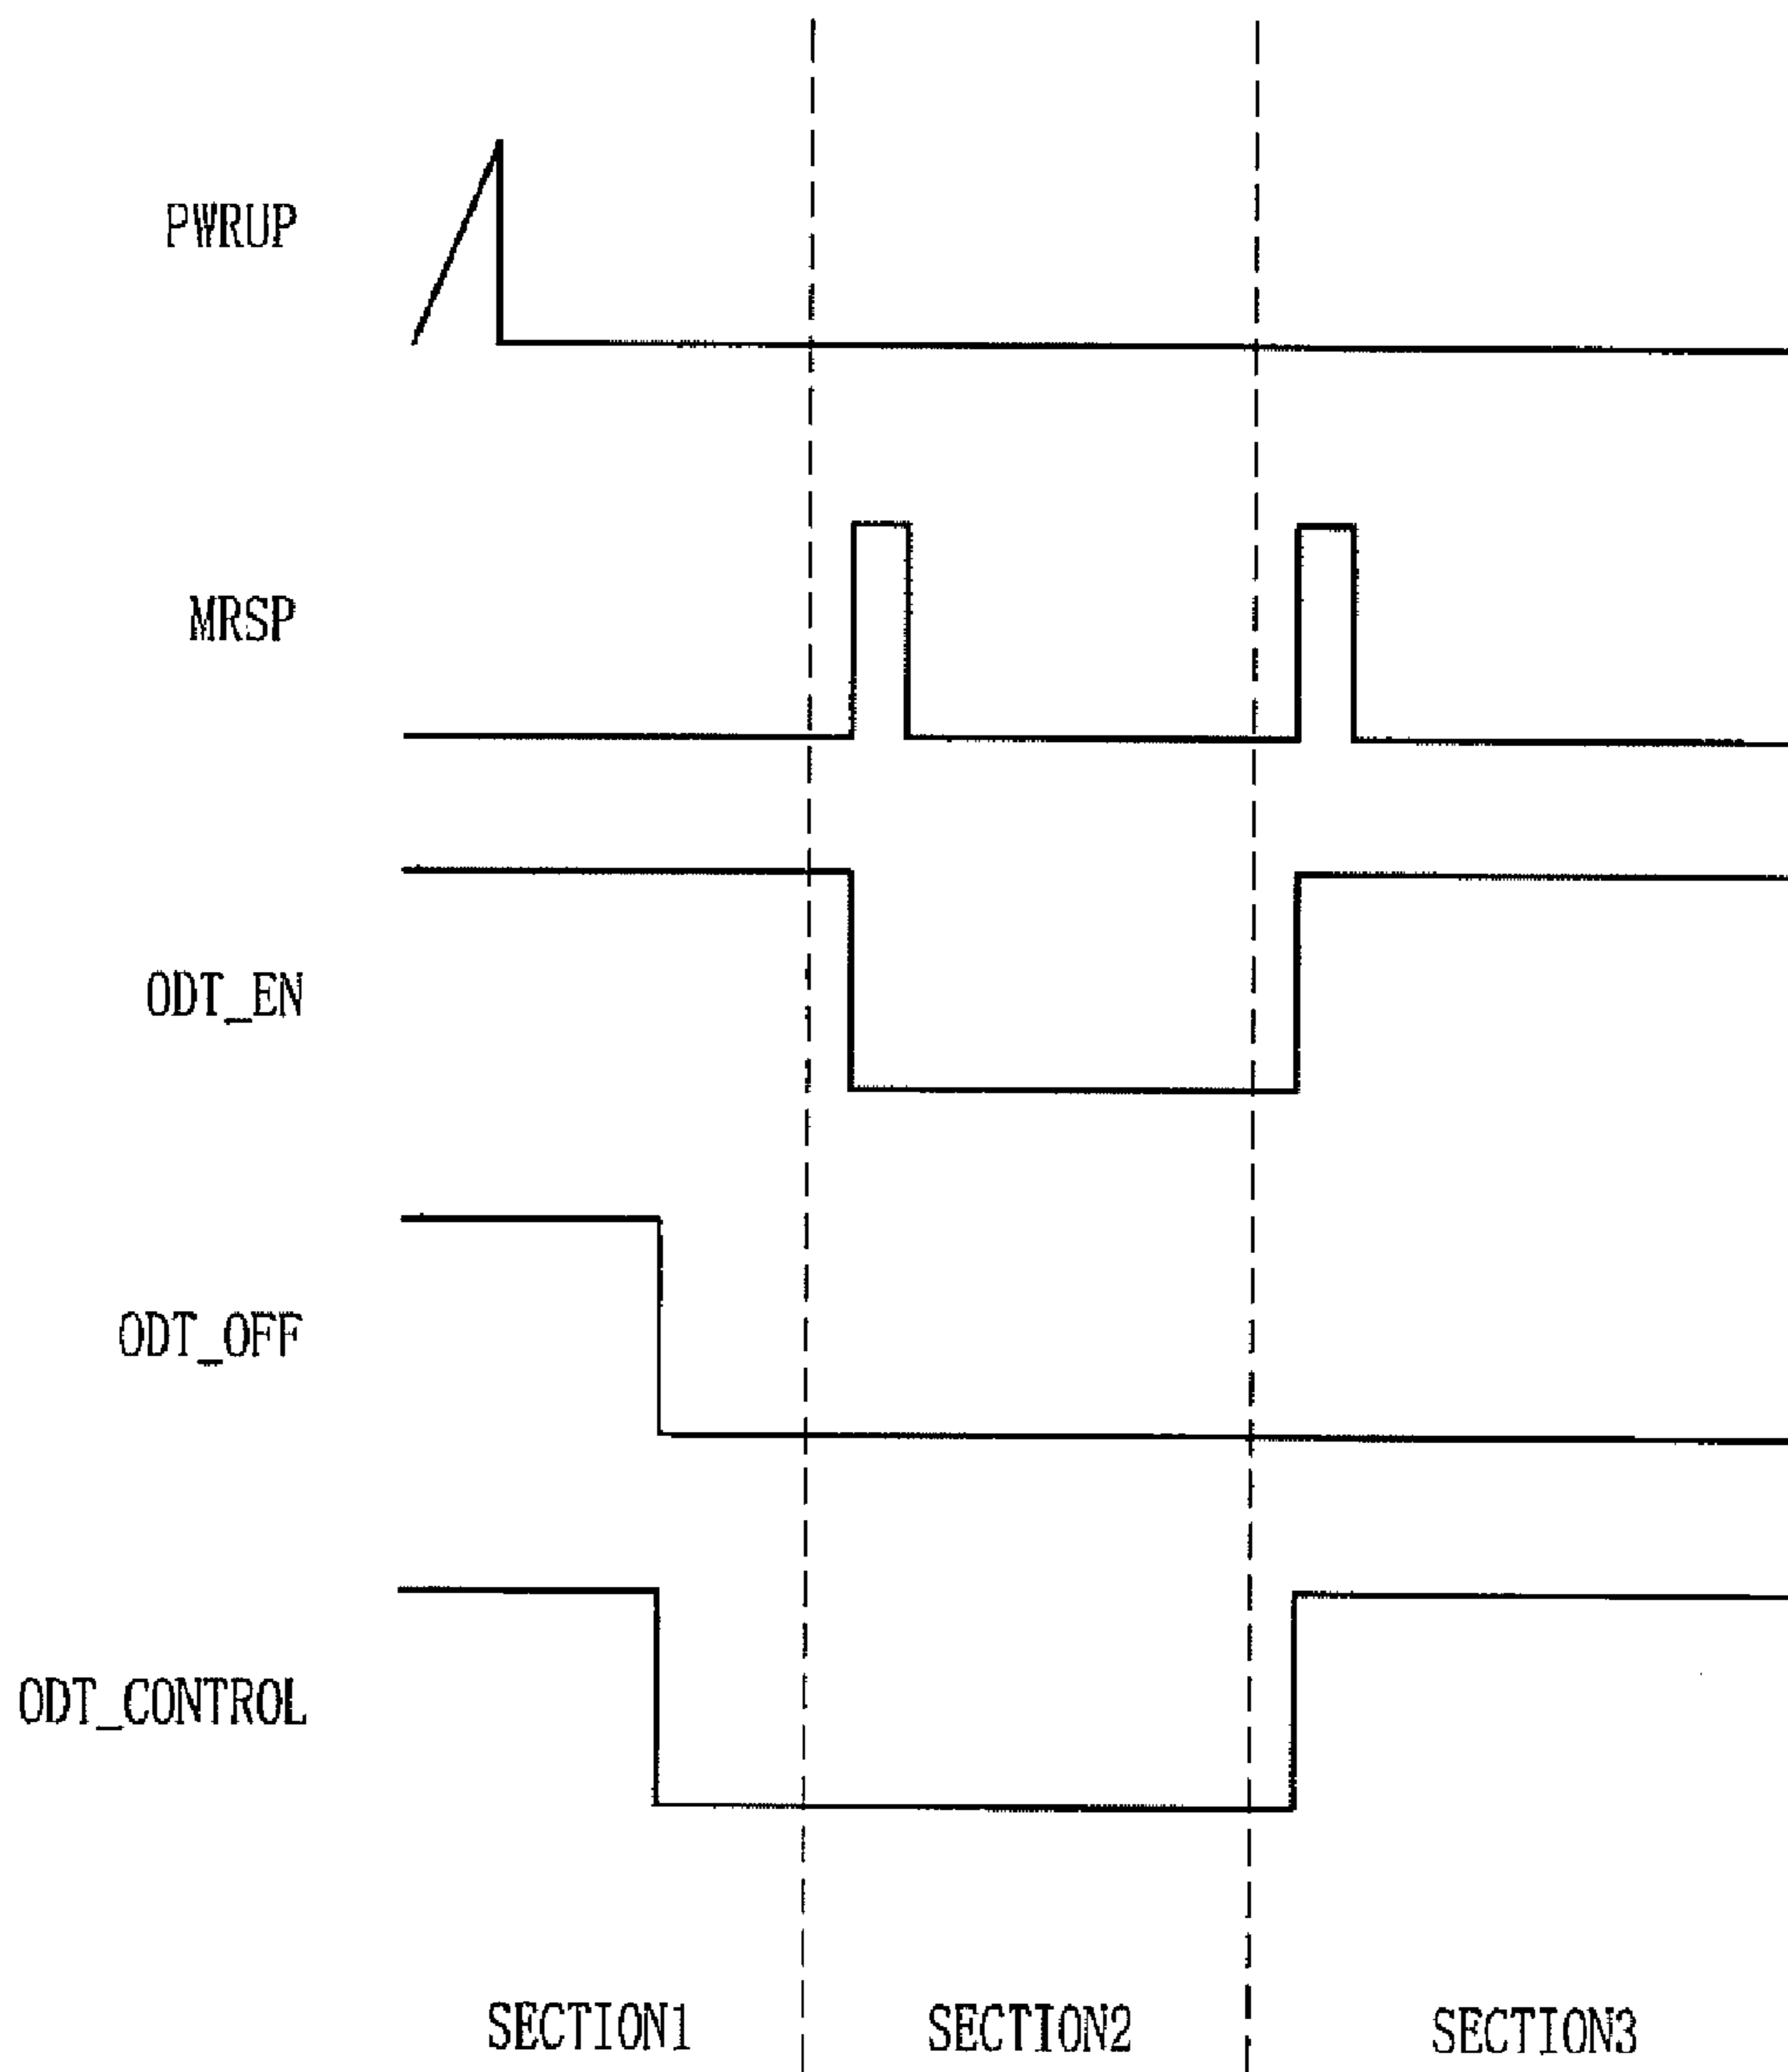 PWRUP
MRSP
ODT_EN
ODT_OFF
ODT_CONTROL
SECTION1 SECTION2 SECTION3